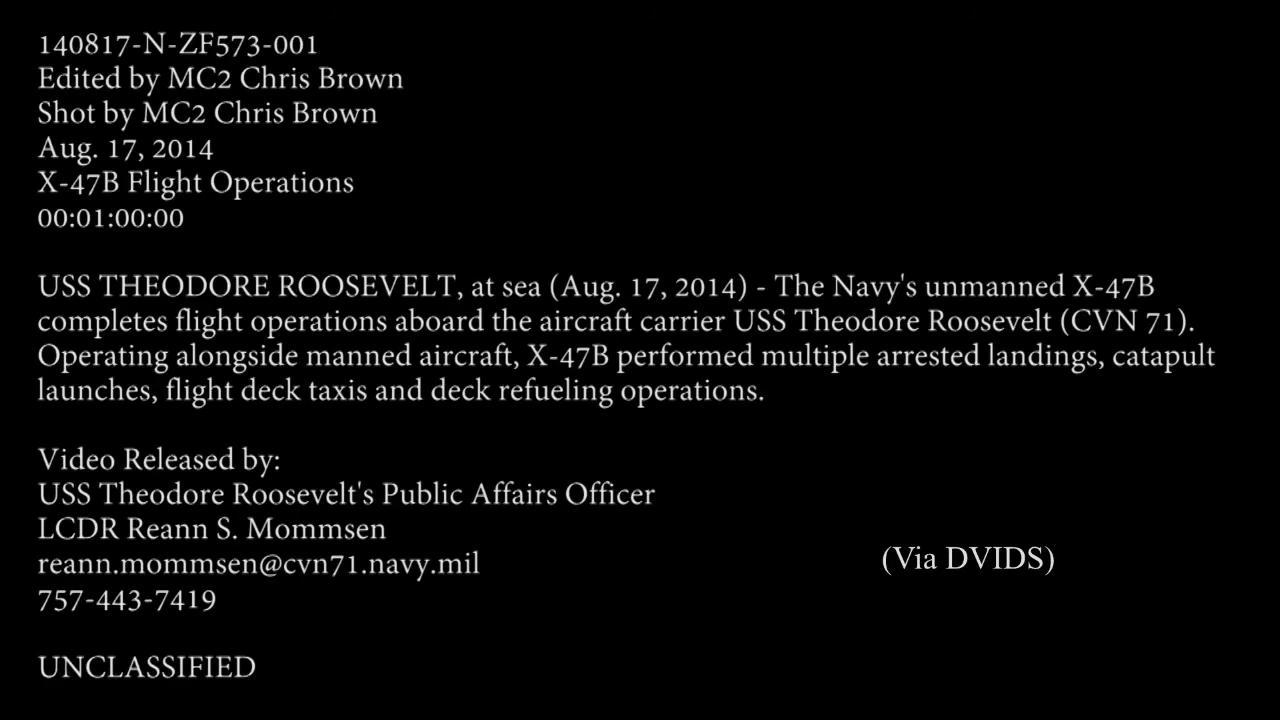 140817-N-ZF573-001
Edited by MC2 Chris Brown
Shot by MC2 Chris Brown
Aug. 17, 2014
X-47B Flight Operations
00:01:00:00
USS THEODORE ROOSEVELT, at sea (Aug. 17, 2014) - The Navy's unmanned X-47B
completes flight operations aboard the aircraft carrier USS Theodore Roosevelt (CVN 71).
Operating alongside manned aircraft, X-47B performed multiple arrested landings, catapult
launches, flight deck taxis and deck refueling operations.
Video Released by:
USS Theodore Roosevelt's Public Affairs Officer
LCDR Reann S. Mommsen
reann.mommsen@cvn71.navy.mil
(Via DVIDS)
757-443-7419
UNCLASSIFIED